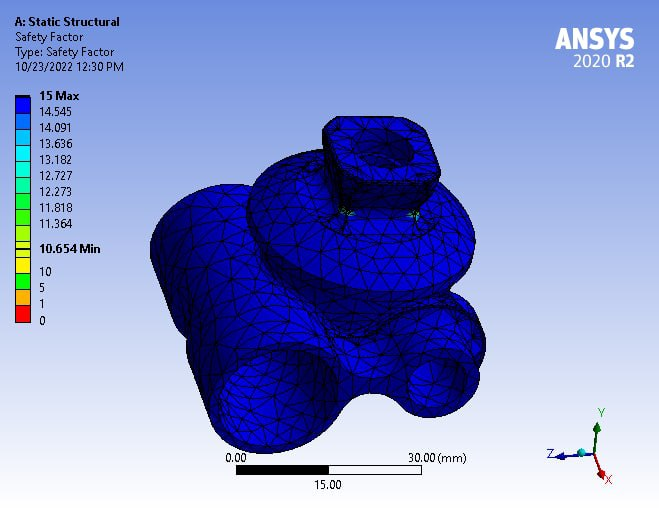 A: Static Structural
Safety Factor
Type: Safety Factor
10/23/2022 12:30 PM
ANSYS
2020 R2
15 Max
14.545
14.091
13.636
13.182
12.727
12.273
11.818
11.364
10.654 Min
10
5
1
0
0.00 30.00 (mm)
15.00
Y
Z
X